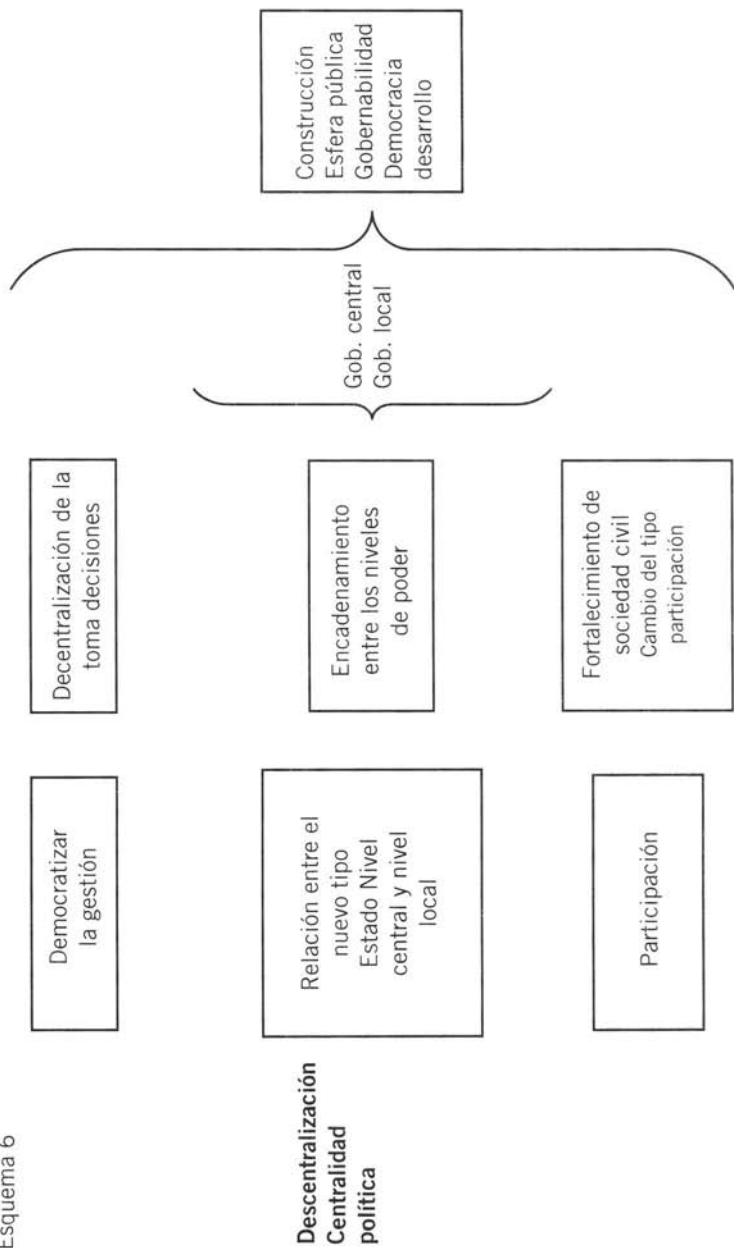 Esquema 6
Descentralización
Centralidad
política
Democratizar
la gestión
Relación entre el
nuevo tipo
Estado Nivel
central y nivel
local
Participación
Decentralización de la
toma decisiones
Encadenamiento
entre los niveles
de poder
Fortalecimiento de
sociedad civil
Cambio del tipo
participación
Gob. central
Gob. local
Construcción
Esfera pública
Gobernabilidad
Democracia
desarrollo